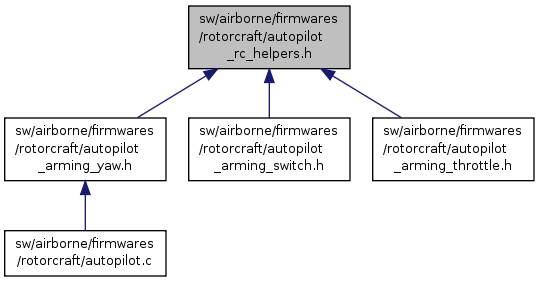 sw/airborne/firmwares
/rotorcraft/autopilot
_rc_helpers.h
sw/airborne/firmwares
/rotorcraft/autopilot
_arming_yaw.h
sw/airborne/firmwares
/rotorcraft/autopilot
_arming_switch.h
sw/airborne/firmwares
/rotorcraft/autopilot
_arming_throttle.h
sw/airborne/firmwares
/rotorcraft/autopilot.c